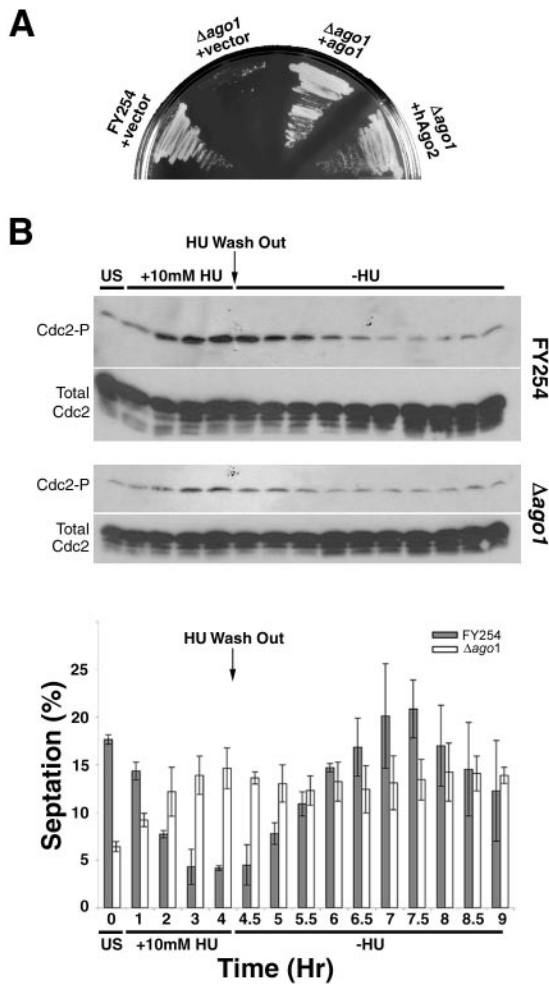 A
FY254
+vector
Δago1
+vector
Δago1
+ago1
Δago1
+hAgo2
B
HU Wash Out
US +10mM HU -HU
Cdc2-P
Total
Cdc2
FY254
Cdc2-P
Total
Cdc2
Δago1
HU Wash Out
FY254
Δago1
Septation (%)
25
20
15
10
5
0
0 1 2 3 4 4.5 5 5.5 6 6.5 7 7.5 8 8.5 9
US +10mM HU -HU
Time (Hr)